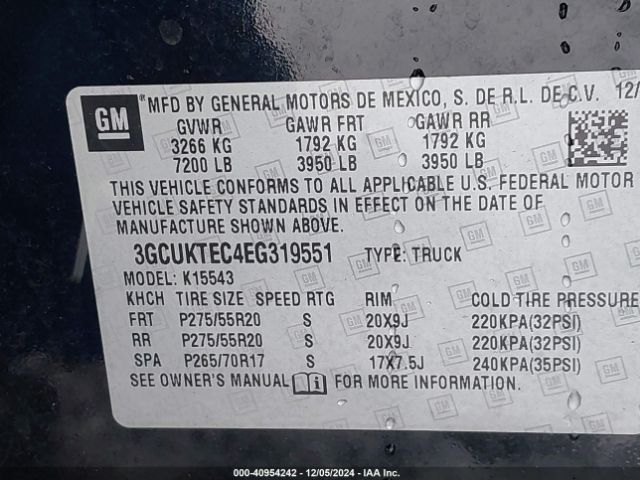 GM
® MFD BY GENERAL MOTORS DE MEXICO, S. DE R.L. DE C.V. 12/
GVWR GAWR FRT GAWR RR
3266 KG 1792 KG 1792 KG
7200 LB 3950 LB 3950 LB
THIS VEHICLE CONFORMS TO ALL APPLICABLE U.S. FEDERAL MOTOR
VEHICLE SAFETY STANDARDS IN EFFECT ON THE DATE OF
MANUFACTURE SHOWN ABOVE.
3GCUKTEC4EG319551 TYPE: TRUCK
MODEL: K15543
KHCH TIRE SIZE SPEED RTG RIM COLD TIRE PRESSURE
FRT P275/55R20 S 20X9J 220KPA(32PSI)
RR P275/55R20 S 20X9J 220KPA(32PSI)
SPA P265/70R17 S 17X7.5J 240KPA(35PSI)
SEE OWNER'S MANUAL FOR MORE INFORMATION.
000-40954242 - 12/05/2024 - IAA Inc.